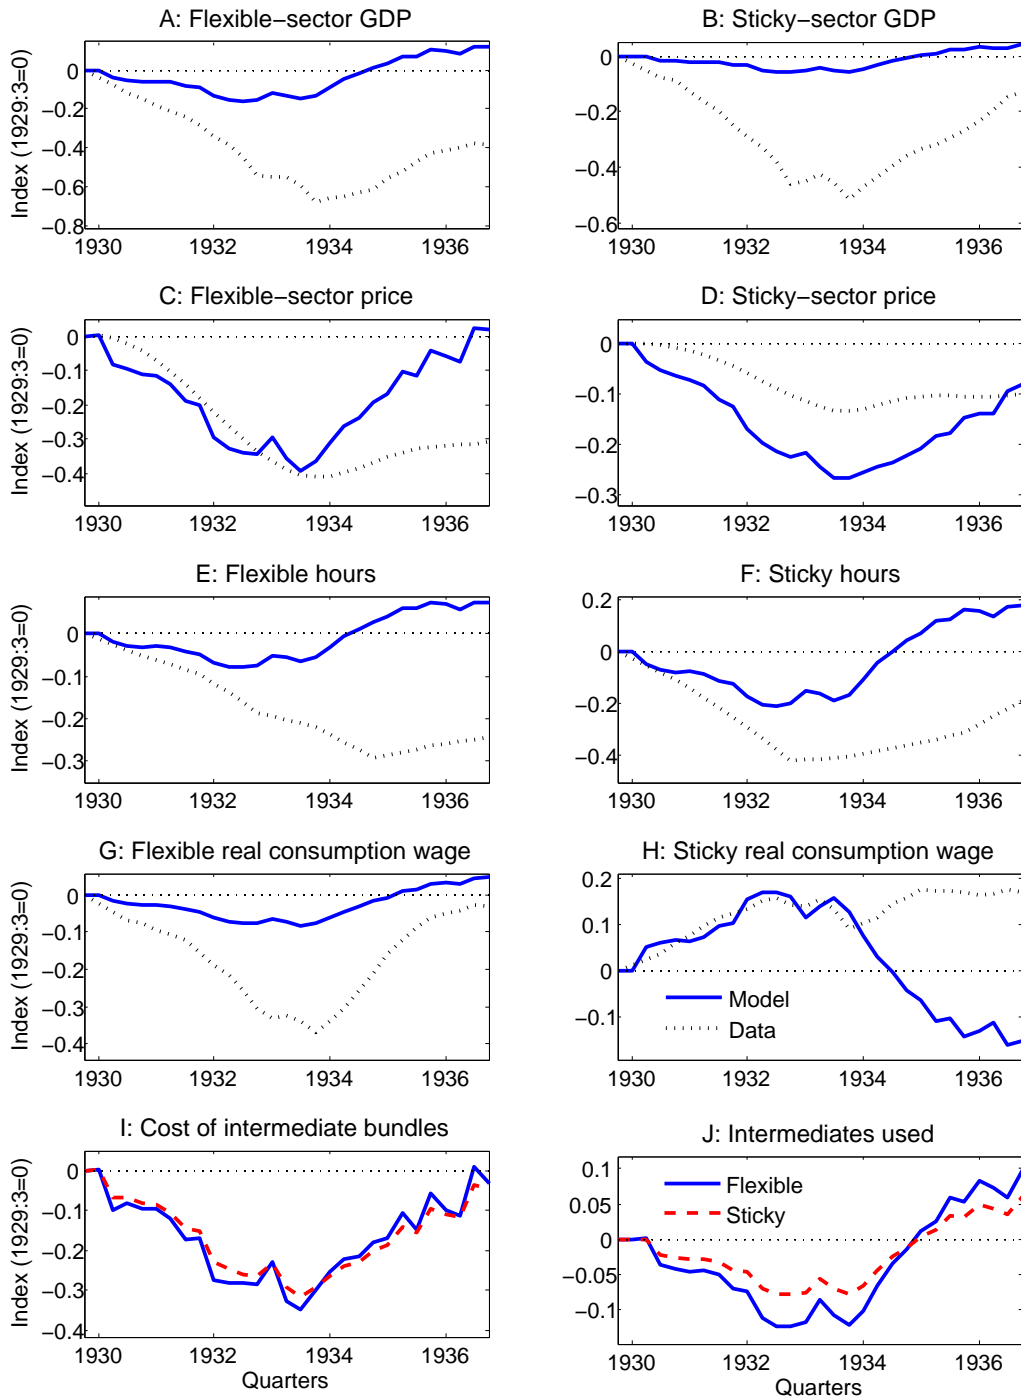 A: Flexible−sector GDP
Index (1929:3=0)
0
−0.2
−0.4
−0.6
−0.8
1930 1932 1934 1936
B: Sticky−sector GDP
0
−0.2
−0.4
−0.6
1930 1932 1934 1936
C: Flexible−sector price
Index (1929:3=0)
0
−0.1
−0.2
−0.3
−0.4
1930 1932 1934 1936
D: Sticky−sector price
0
−0.1
−0.2
−0.3
1930 1932 1934 1936
E: Flexible hours
Index (1929:3=0)
0
−0.1
−0.2
−0.3
1930 1932 1934 1936
F: Sticky hours
0.2
0
−0.2
−0.4
1930 1932 1934 1936
G: Flexible real consumption wage
Index (1929:3=0)
0
−0.1
−0.2
−0.3
−0.4
1930 1932 1934 1936
H: Sticky real consumption wage
0.2
0.1
0
−0.1
Model
Data
1930 1932 1934 1936
I: Cost of intermediate bundles
Index (1929:3=0)
0
−0.1
−0.2
−0.3
−0.4
1930 1932 1934 1936
Quarters
J: Intermediates used
0.1
0.05
0
−0.05
−0.1
Flexible
Sticky
1930 1932 1934 1936
Quarters